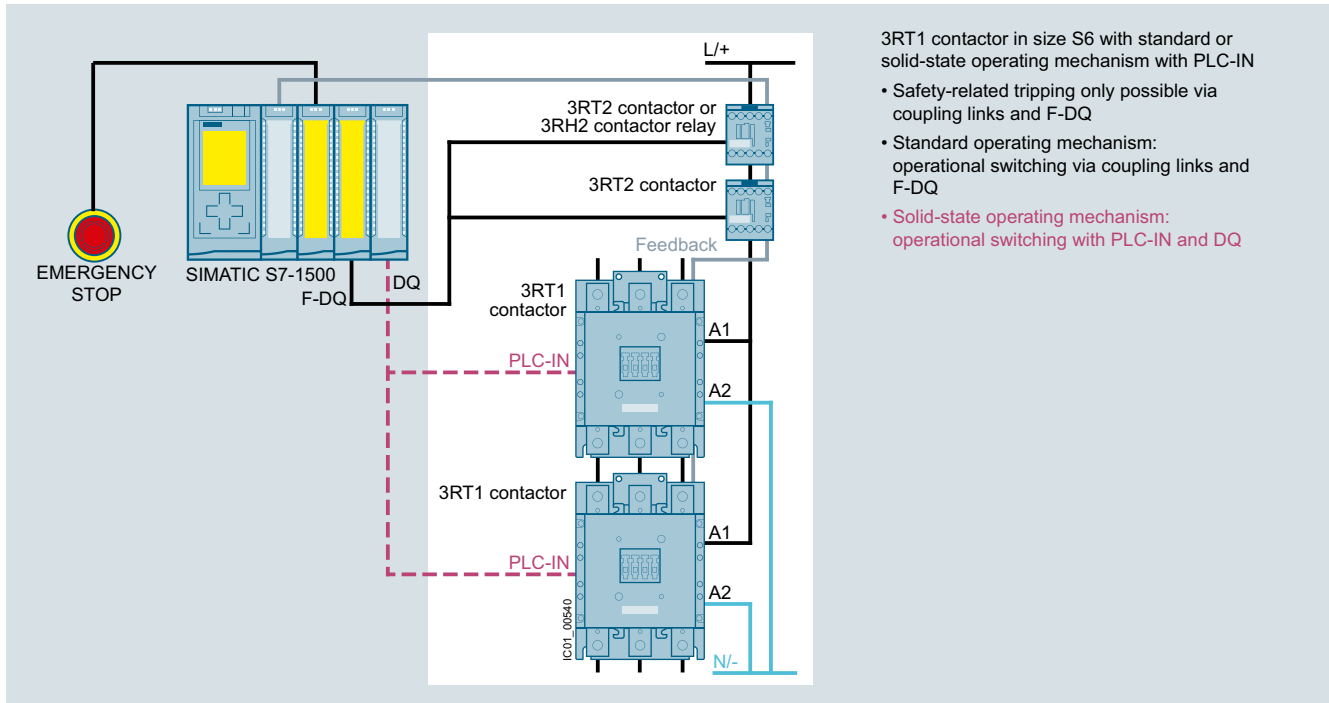 L/+
3RT2 contactor or
3RH2 contactor relay
3RT2 contactor
Feedback
EMERGENCY
STOP
SIMATIC S7-1500
F-DQ
DQ
3RT1
contactor
A1
PLC-IN
A2
3RT1 contactor
A1
PLC-IN
A2
IC01_00540
N/-
3RT1 contactor in size S6 with standard or
solid-state operating mechanism with PLC-IN
• Safety-related tripping only possible via
coupling links and F-DQ
• Standard operating mechanism:
operational switching via coupling links and
F-DQ
• Solid-state operating mechanism:
operational switching with PLC-IN and DQ